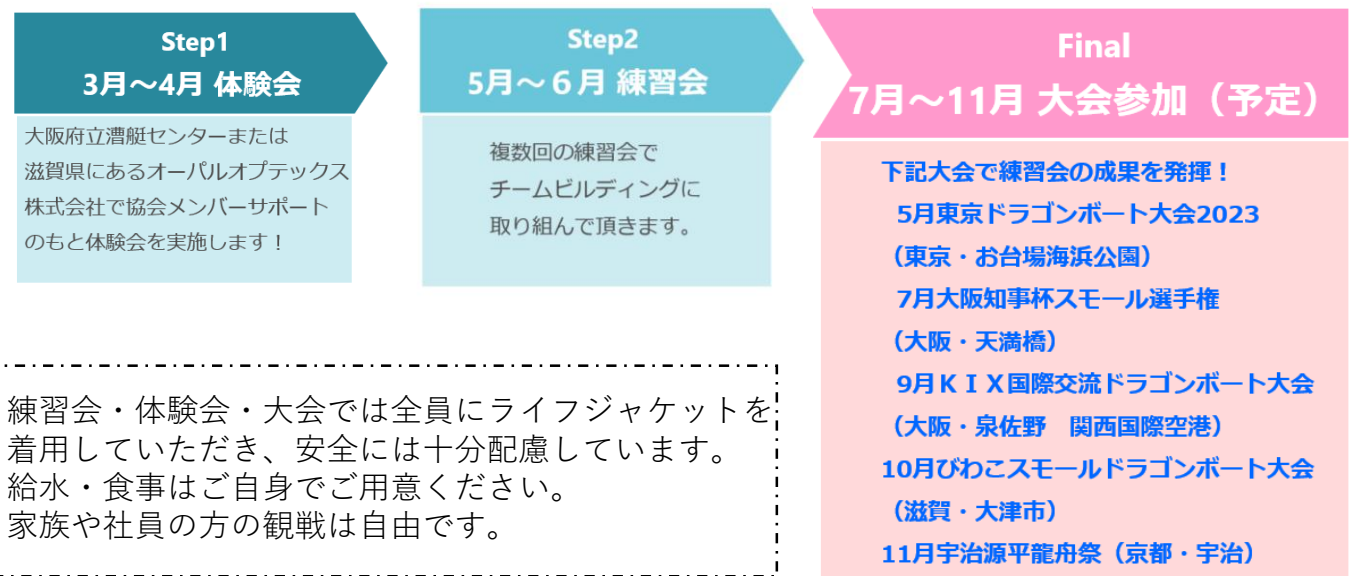 Step1
3月～4月 体験会
大阪府立漕艇センターまたは
滋賀県にあるオーパルオプテックス
株式会社で協会メンバーサポート
のもと体験会を実施します！
Step2
5月～６月 練習会
複数回の練習会で
チームビルディングに
取り組んで頂きます。
Final
7月～11月 大会参加（予定）
下記大会で練習会の成果を発揮！
5月東京ドラゴンボート大会2023
（東京・お台場海浜公園）
7月大阪知事杯スモール選手権
（大阪・天満橋）
9月ＫＩＸ国際交流ドラゴンボート大会
（大阪・泉佐野　関西国際空港）
10月びわこスモールドラゴンボート大会
（滋賀・大津市）
11月宇治源平龍舟祭（京都・宇治）
練習会・体験会・大会では全員にライフジャケットを
着用していただき、安全には十分配慮しています。
給水・食事はご自身でご用意ください。
家族や社員の方の観戦は自由です。